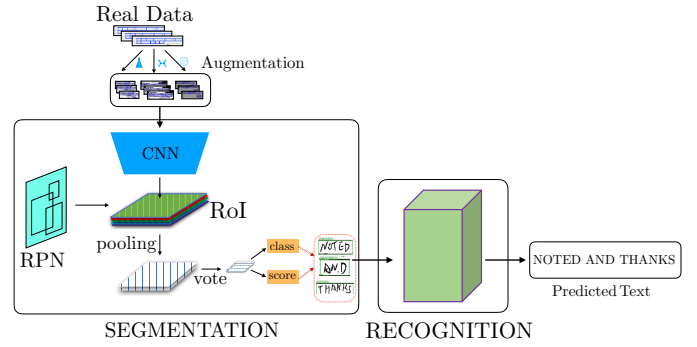 Real Data
Augmentation
CNN
RoI
RPN
pooling
vote
class
score
NOTED
AND
THANKS
NOTED AND THANKS
Predicted Text
SEGMENTATION
RECOGNITION